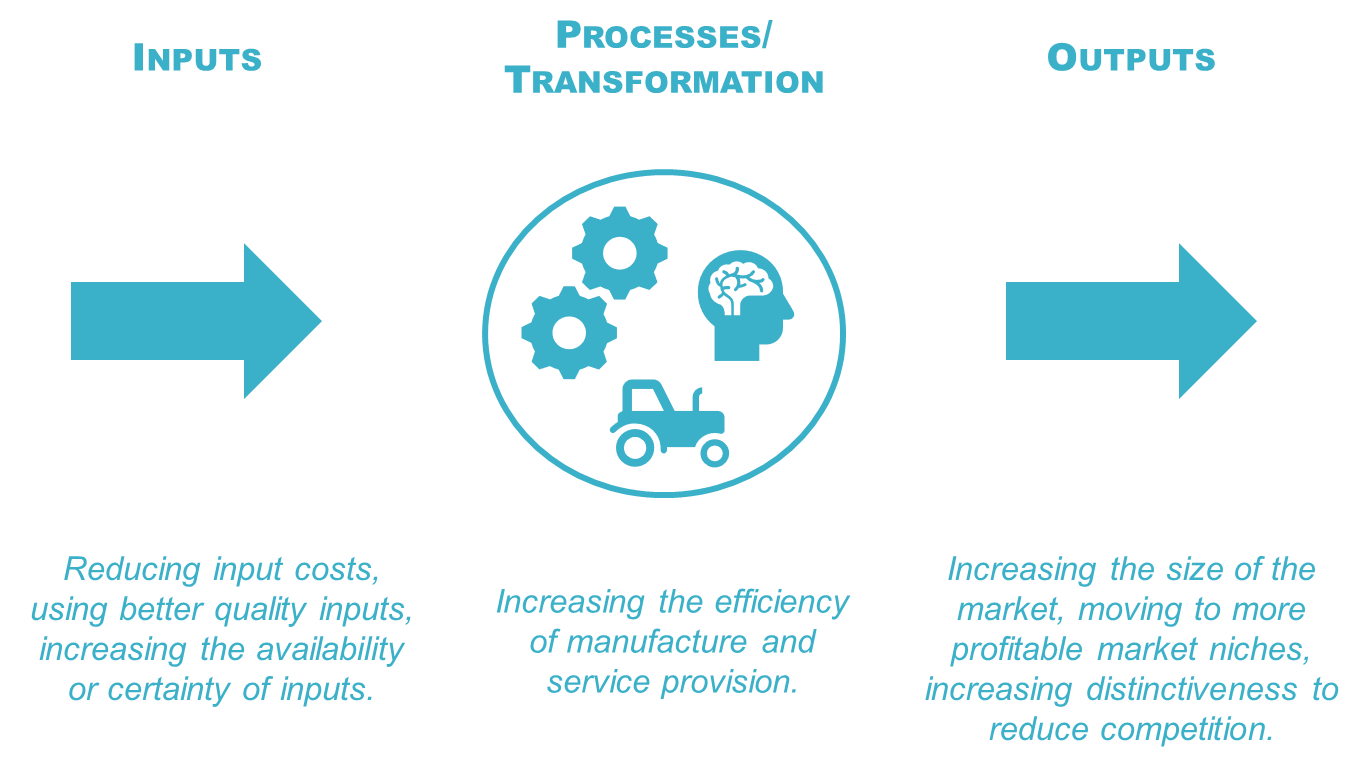 INPUTS
PROCESSES/
TRANSFORMATION
OUTPUTS
Reducing input costs,
using better quality inputs,
increasing the availability
or certainty of inputs.
Increasing the efficiency
of manufacture and
service provision.
Increasing the size of the
market, moving to more
profitable market niches,
increasing distinctiveness to
reduce competition.